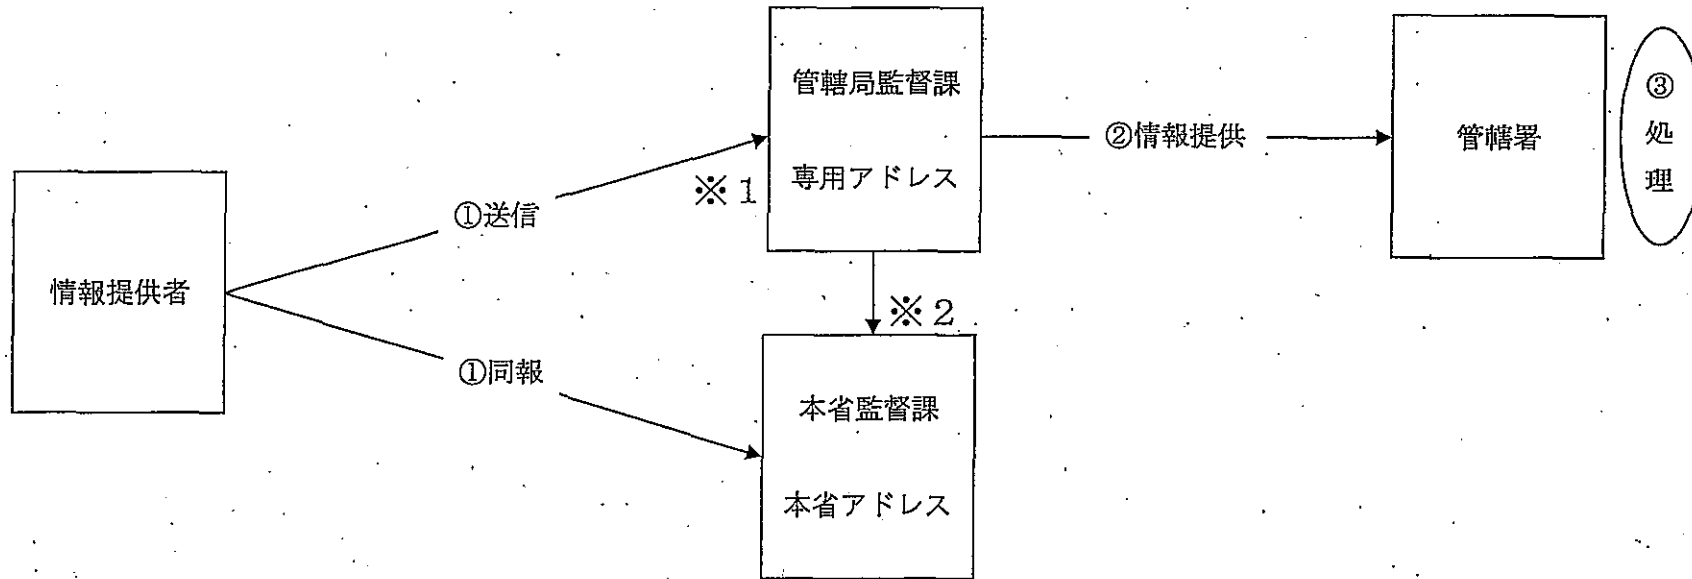 情報提供者
①送信
①同報
管轄局監督課
専用アドレス
※1
※2
本省監督課
本省アドレス
②情報提供
管轄署
③処理